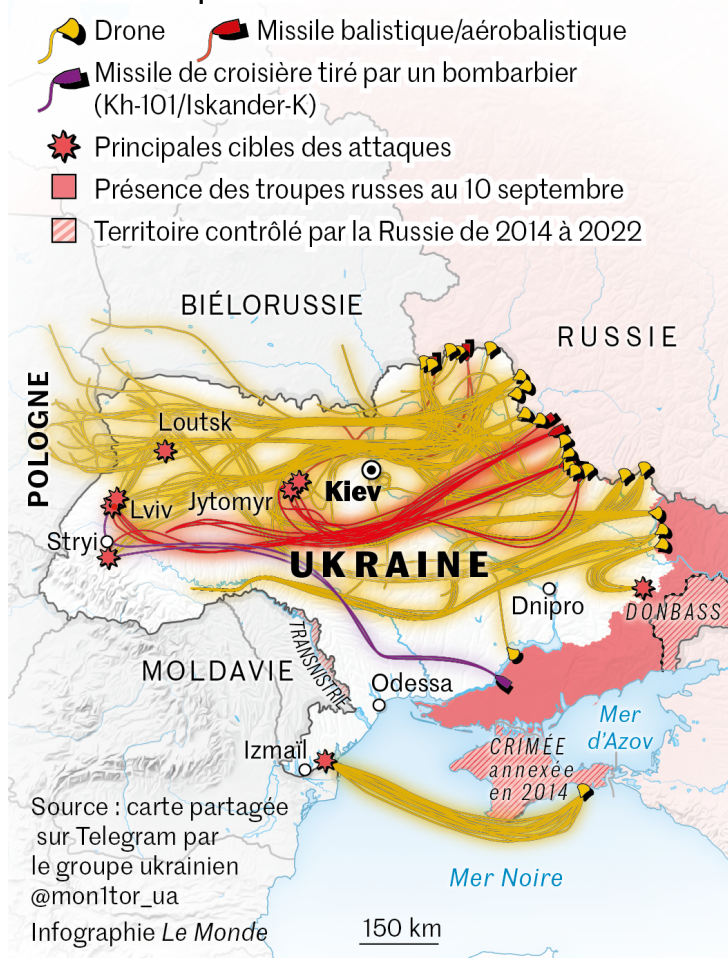 Drone
Missile balistique/aérobalistique
Missile de croisière tiré par un bombarbier
(Kh-101/Iskander-K)
Principales cibles des attaques
Présence des troupes russes au 10 septembre
Territoire contrôlé par la Russie de 2014 à 2022
BIÉLORUSSIE
RUSSIE
POLOGNE
Loutsk
Kiev
Lviv
Jytomyr
Stryi
UKRAINE
Dnipro
DONBASS
TRANSNISTRIE
MOLDAVIE
Odessa
Mer
d'Azov
Izmaïl
CRIMÉE
annexée
en 2014
Source : carte partagée
sur Telegram par
le groupe ukrainien
@mon1tor_ua
Mer Noire
Infographie Le Monde
150 km